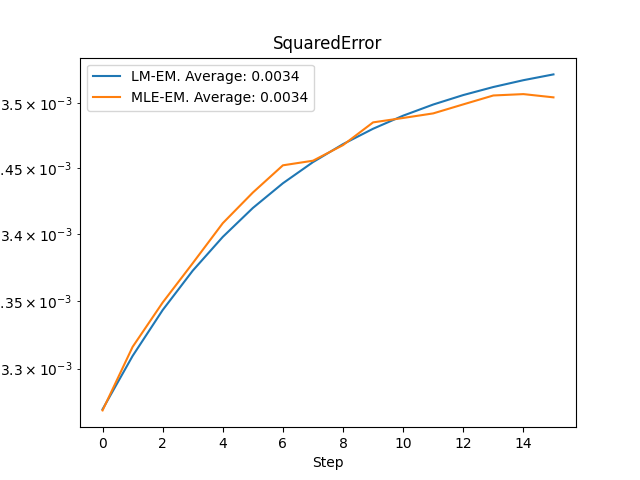 SquaredError
LM-EM. Average: 0.0034
MLE-EM. Average: 0.0034
3.5 × 10⁻³
.45 × 10⁻³
3.4 × 10⁻³
.35 × 10⁻³
3.3 × 10⁻³
0 2 4 6 8 10 12 14
Step